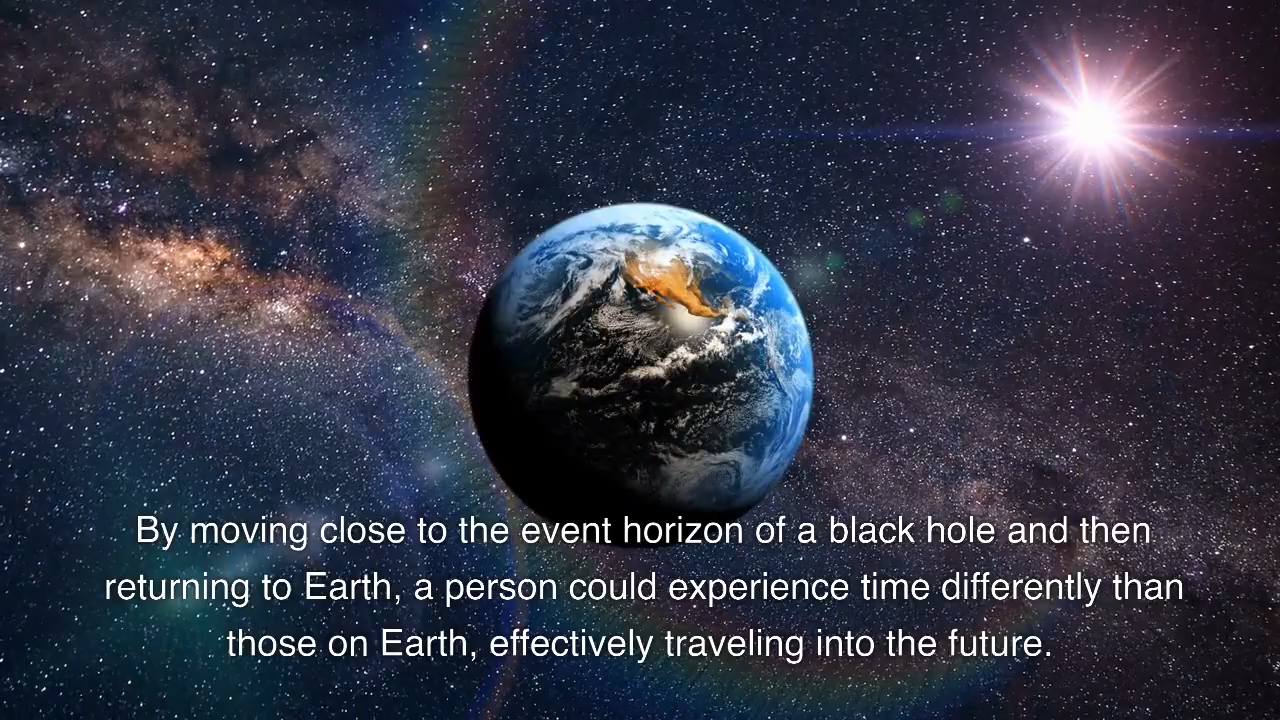 By moving close to the event horizon of a black hole and then
returning to Earth, a person could experience time differently than
those on Earth, effectively traveling into the future.